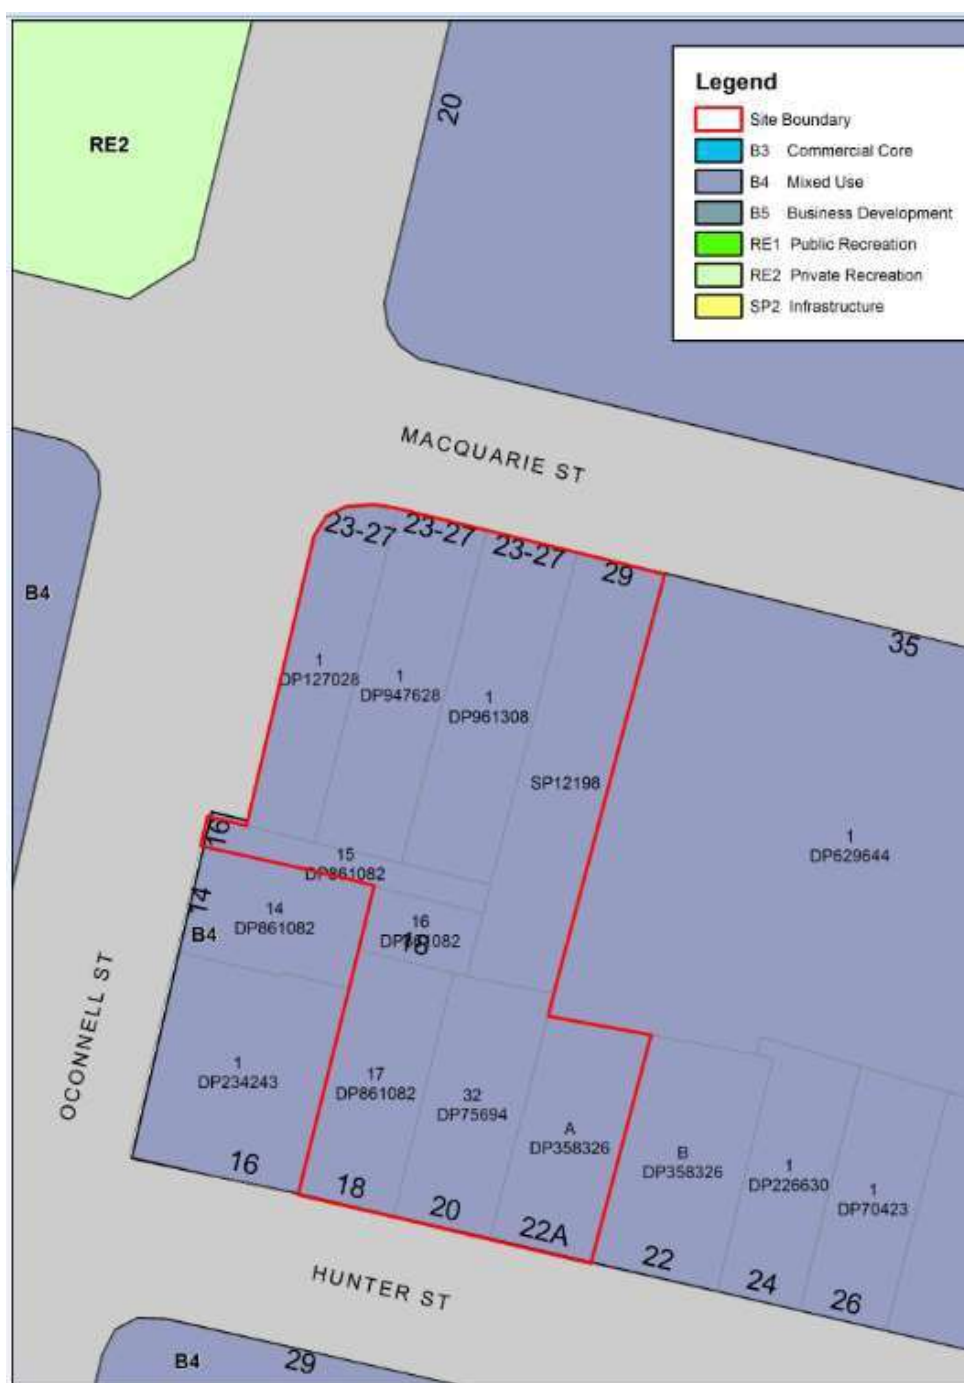 RE2
20
Legend
Site Boundary
B3 Commercial Core
B4 Mixed Use
B5 Business Development
RE1 Public Recreation
RE2 Private Recreation
SP2 Infrastructure
MACQUARIE ST
23-27
23-27
23-27
29
35
B4
1
DP127028
1
DP947628
1
DP961308
SP12198
1
DP629644
16
15
DP861082
14
14
DP861082
B4
16
DP861082
18
OCONNELL ST
1
DP234243
17
DP861082
32
DP75694
A
DP358326
B
DP358326
1
DP226630
1
DP70423
16
18
20
22A
22
24
26
HUNTER ST
B4
29